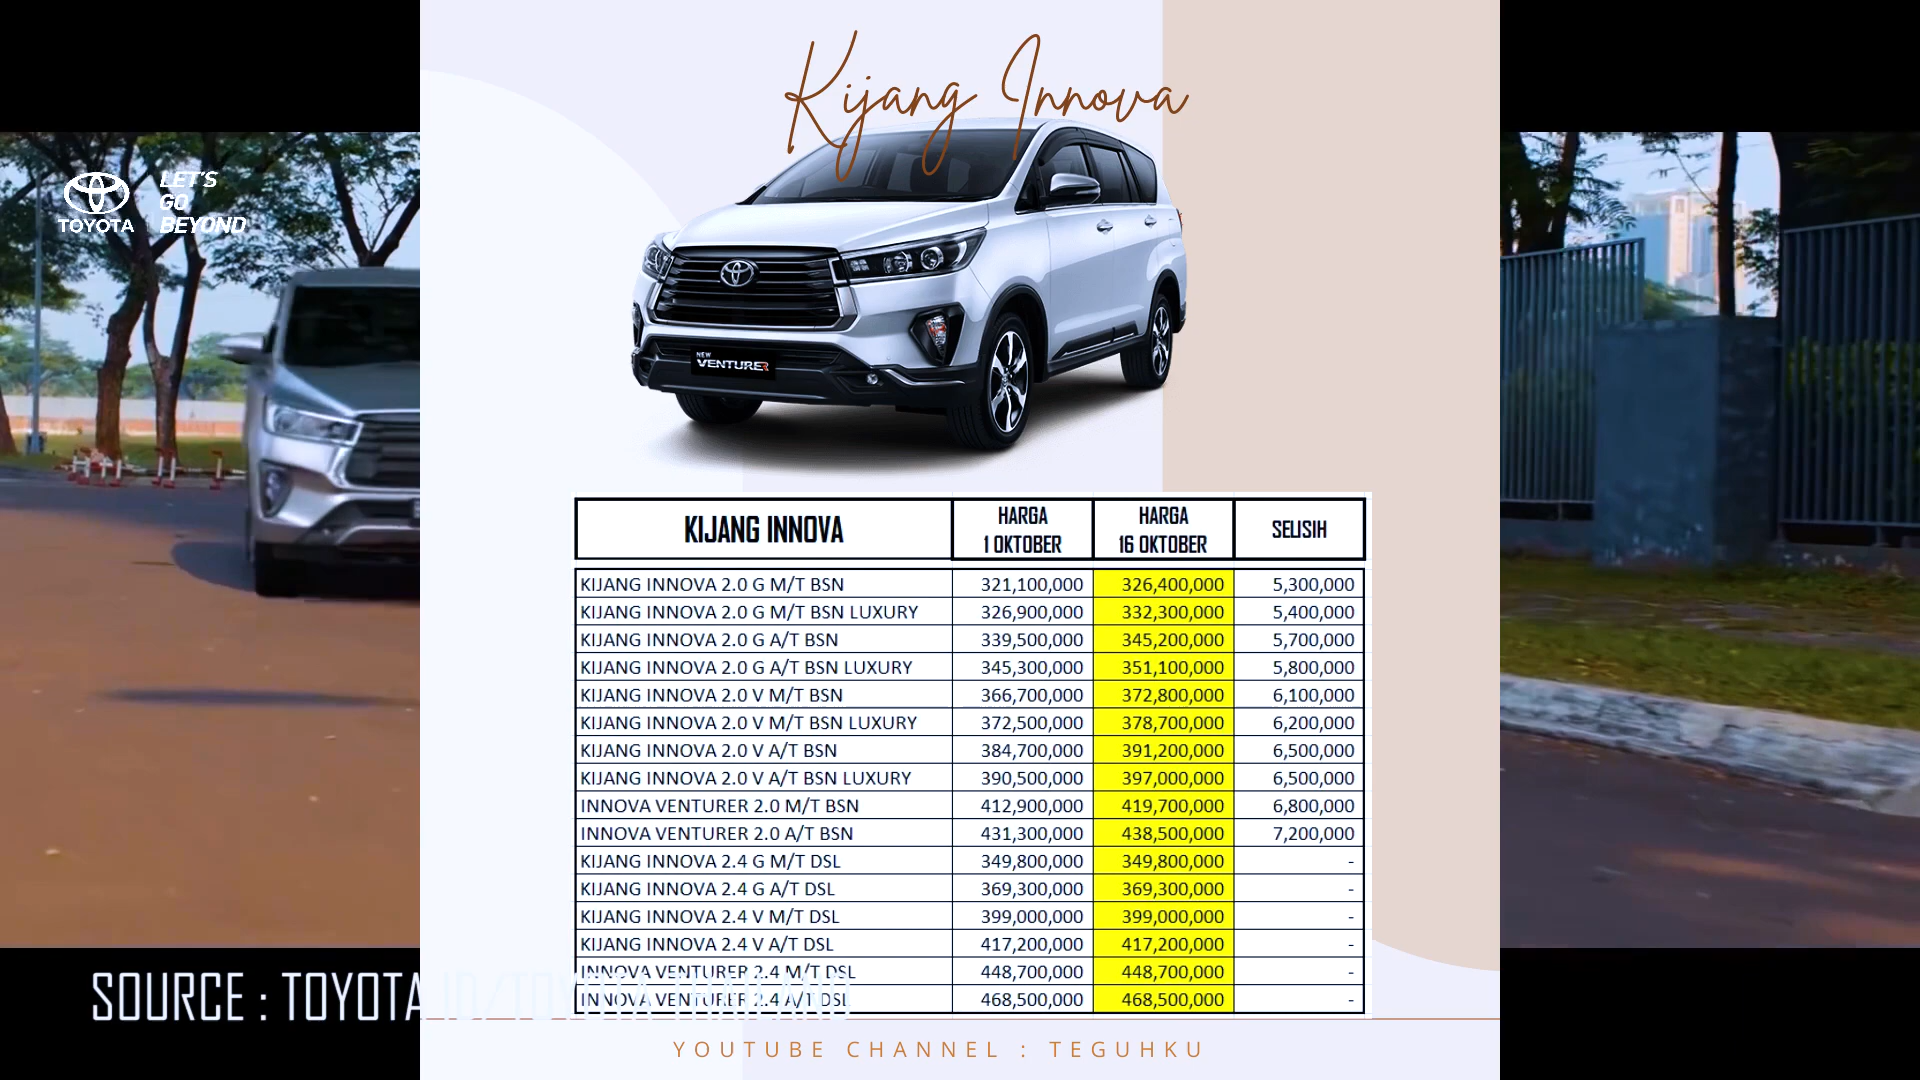 Kijang Innova
LET'S
GO
BEYOND
TOYOTA
NEW
VENTURER
KIJANG INNOVA HARGA 1 OKTOBER HARGA 16 OKTOBER SELISIH
KIJANG INNOVA 2.0 G M/T BSN 321,100,000 326,400,000 5,300,000
KIJANG INNOVA 2.0 G M/T BSN LUXURY 326,900,000 332,300,000 5,400,000
KIJANG INNOVA 2.0 G A/T BSN 339,500,000 345,200,000 5,700,000
KIJANG INNOVA 2.0 G A/T BSN LUXURY 345,300,000 351,100,000 5,800,000
KIJANG INNOVA 2.0 V M/T BSN 366,700,000 372,800,000 6,100,000
KIJANG INNOVA 2.0 V M/T BSN LUXURY 372,500,000 378,700,000 6,200,000
KIJANG INNOVA 2.0 V A/T BSN 384,700,000 391,200,000 6,500,000
KIJANG INNOVA 2.0 V A/T BSN LUXURY 390,500,000 397,000,000 6,500,000
INNOVA VENTURER 2.0 M/T BSN 412,900,000 419,700,000 6,800,000
INNOVA VENTURER 2.0 A/T BSN 431,300,000 438,500,000 7,200,000
KIJANG INNOVA 2.4 G M/T DSL 349,800,000 349,800,000 -
KIJANG INNOVA 2.4 G A/T DSL 369,300,000 369,300,000 -
KIJANG INNOVA 2.4 V M/T DSL 399,000,000 399,000,000 -
KIJANG INNOVA 2.4 V A/T DSL 417,200,000 417,200,000 -
INNOVA VENTURER 2.4 M/T DSL 448,700,000 448,700,000 -
INNOVA VENTURER 2.4 A/T DSL 468,500,000 468,500,000 -
SOURCE : TOYOTA
YOUTUBE CHANNEL : TEGUHKU